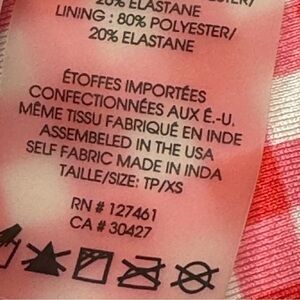 20% ELASTANE
LINING : 80% POLYESTER/
20% ELASTANE
ÉTOFFES IMPORTÉES
CONFECTIONNÉES AUX É.-U.
MÊME TISSU FABRIQUÉ EN INDE
ASSEMBLED IN THE USA
SELF FABRIC MADE IN INDA
TAILLE/SIZE: TP/XS
RN # 127461
CA # 30427